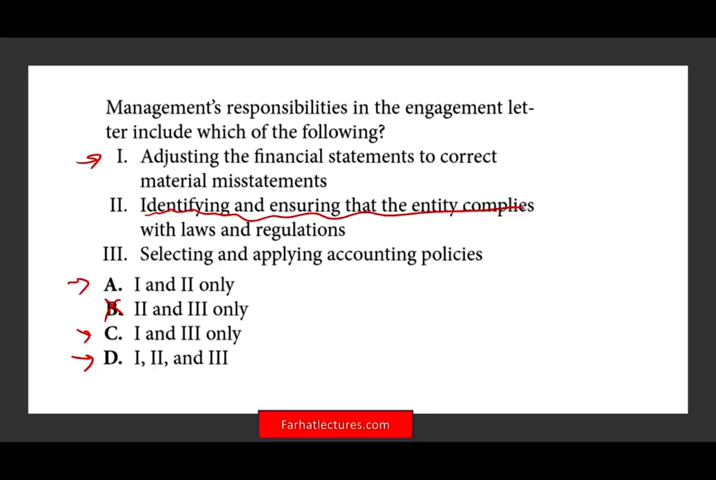 Management's responsibilities in the engagement let-
ter include which of the following?
I. Adjusting the financial statements to correct
material misstatements
II. Identifying and ensuring that the entity complies
with laws and regulations
III. Selecting and applying accounting policies
A. I and II only
B. II and III only
C. I and III only
D. I, II, and III
Farhatlectures.com